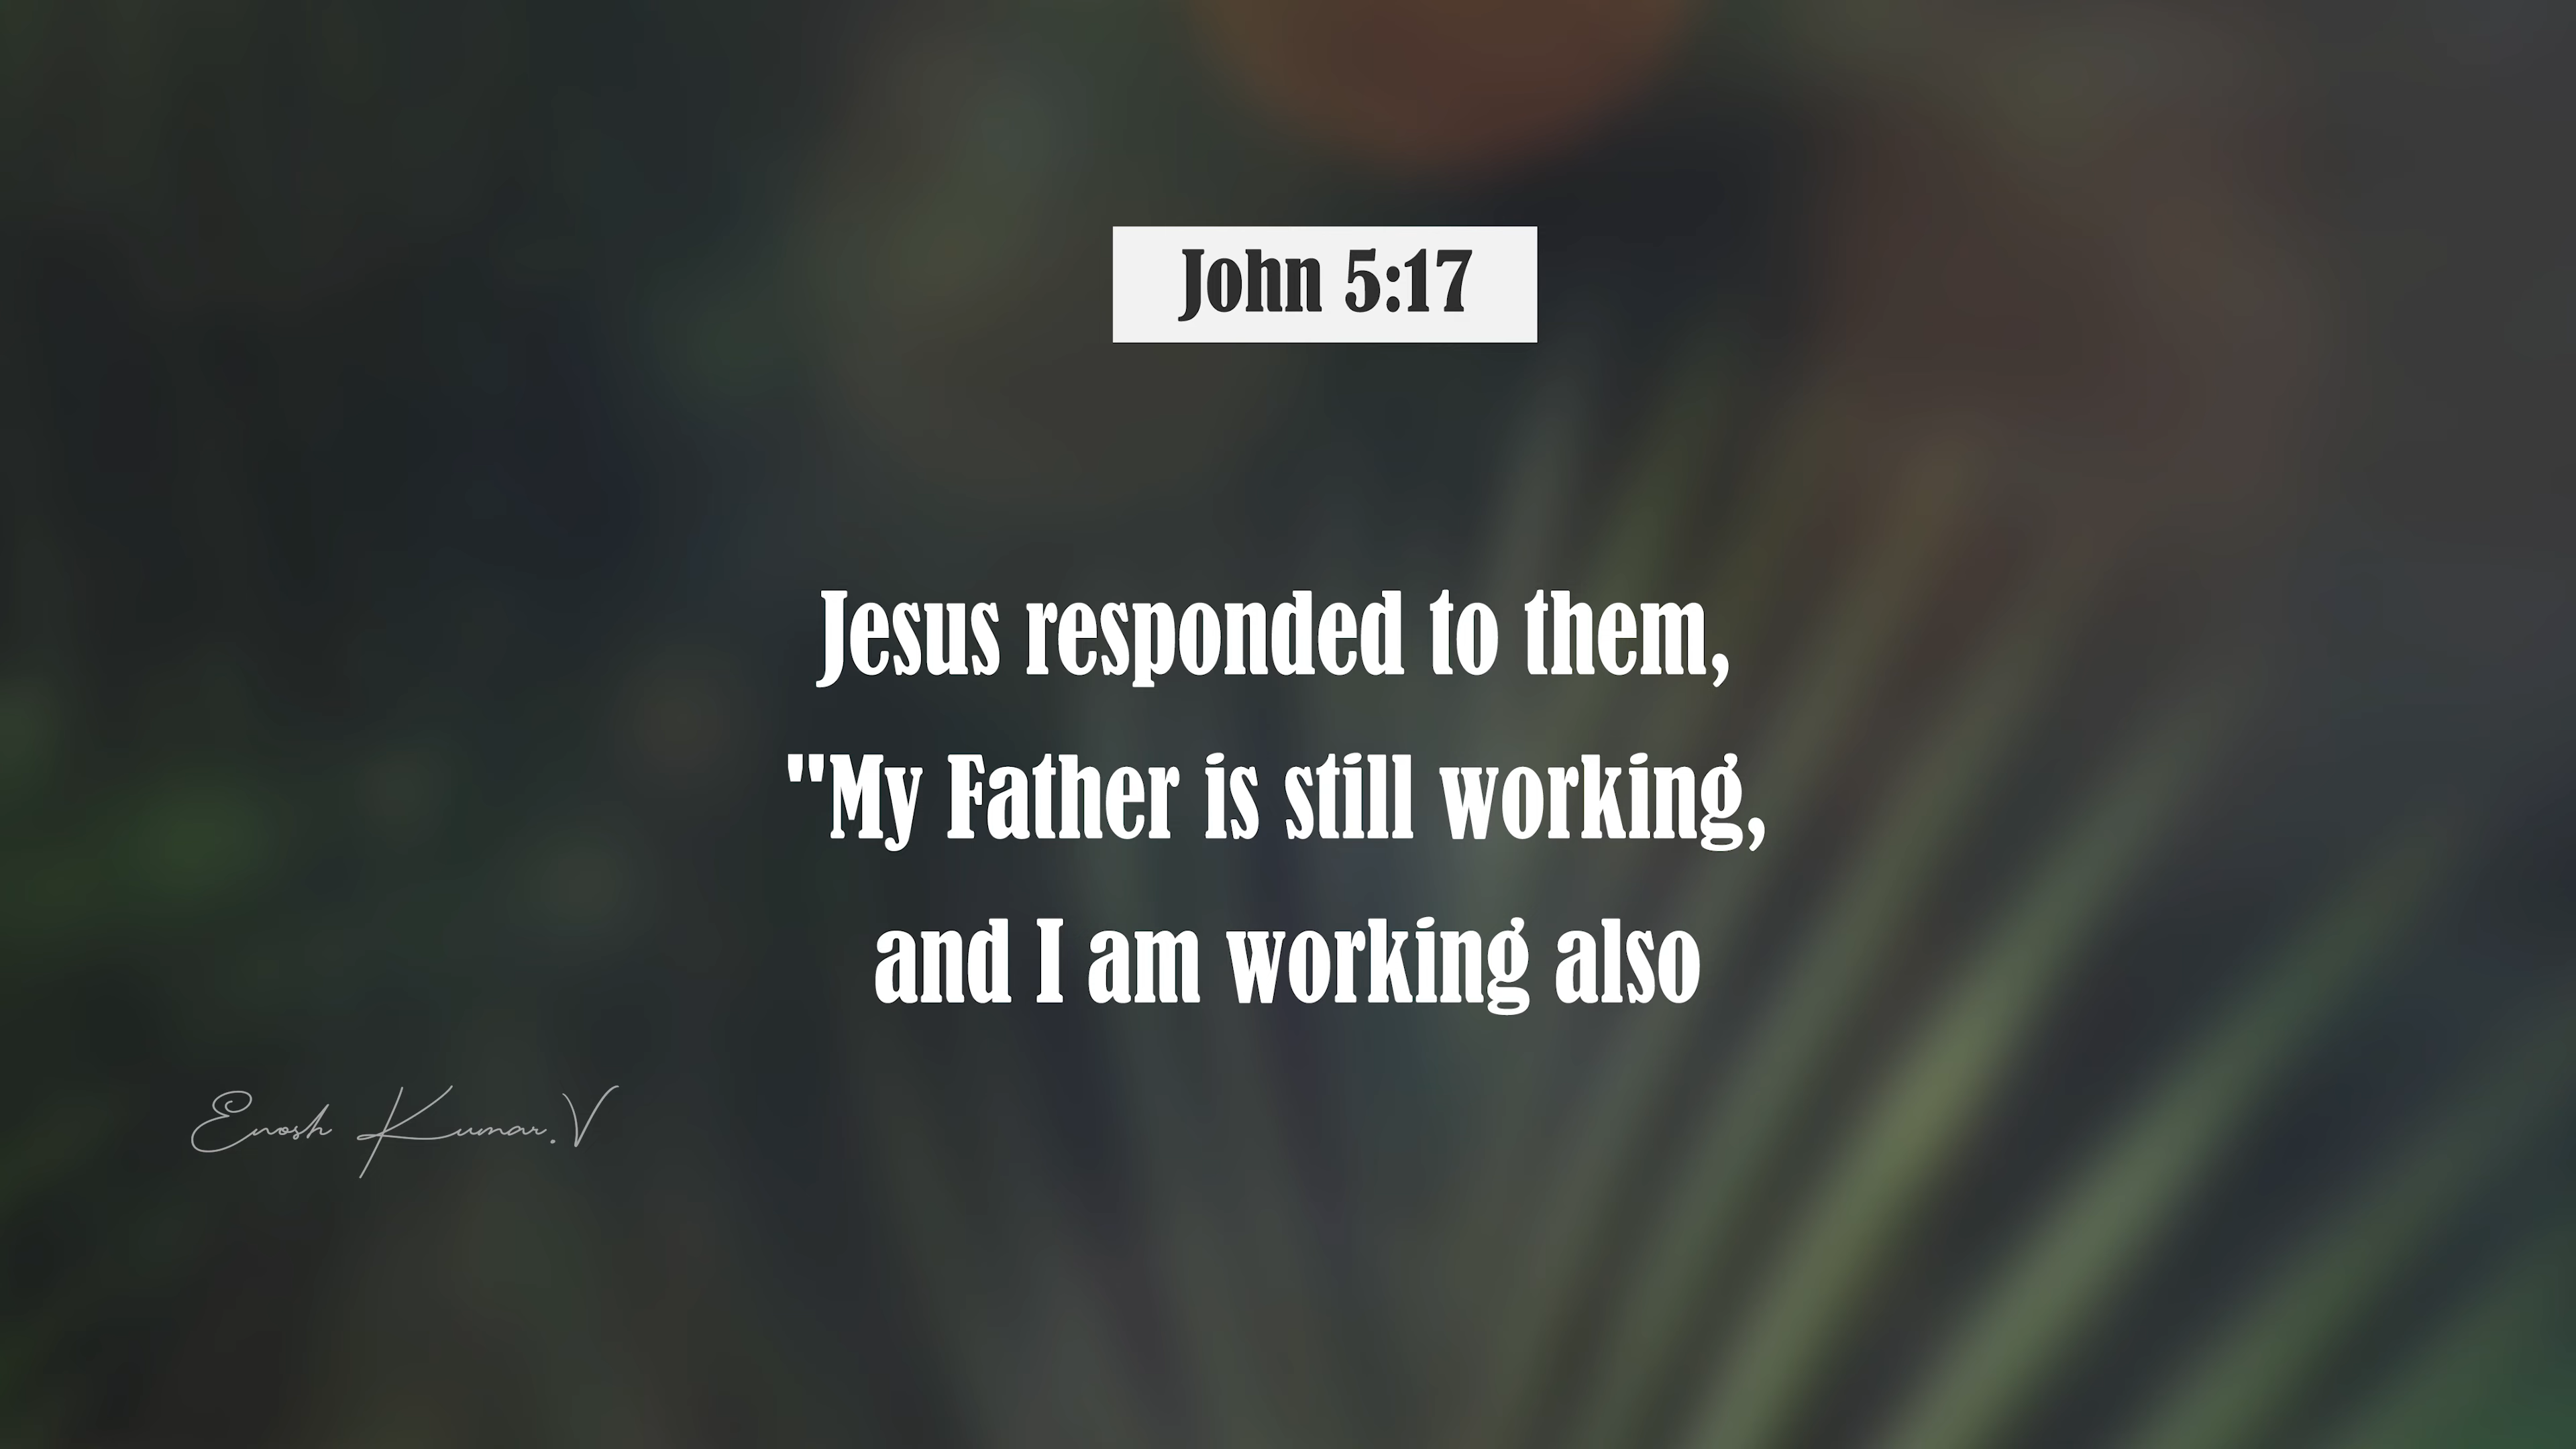 John 5:17
Jesus responded to them,
"My Father is still working,
and I am working also
Enosh Kumar.V